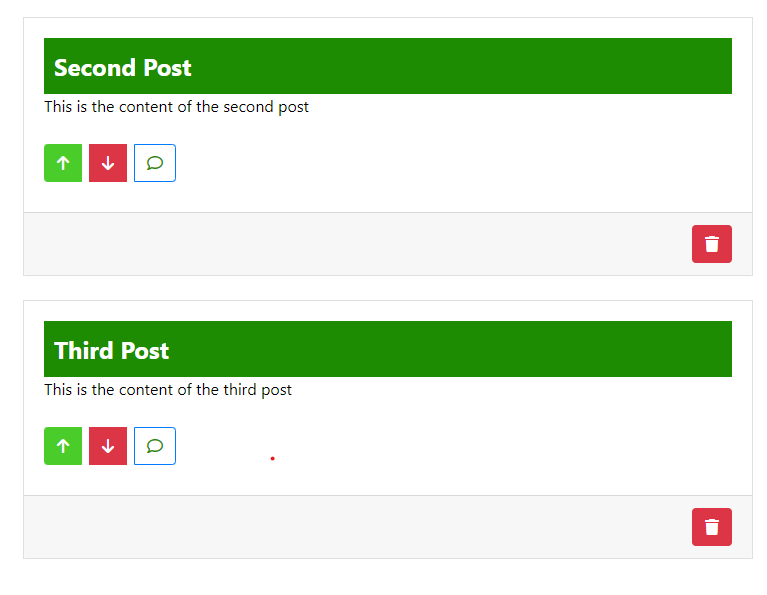 Second Post
This is the content of the second post
Third Post
This is the content of the third post